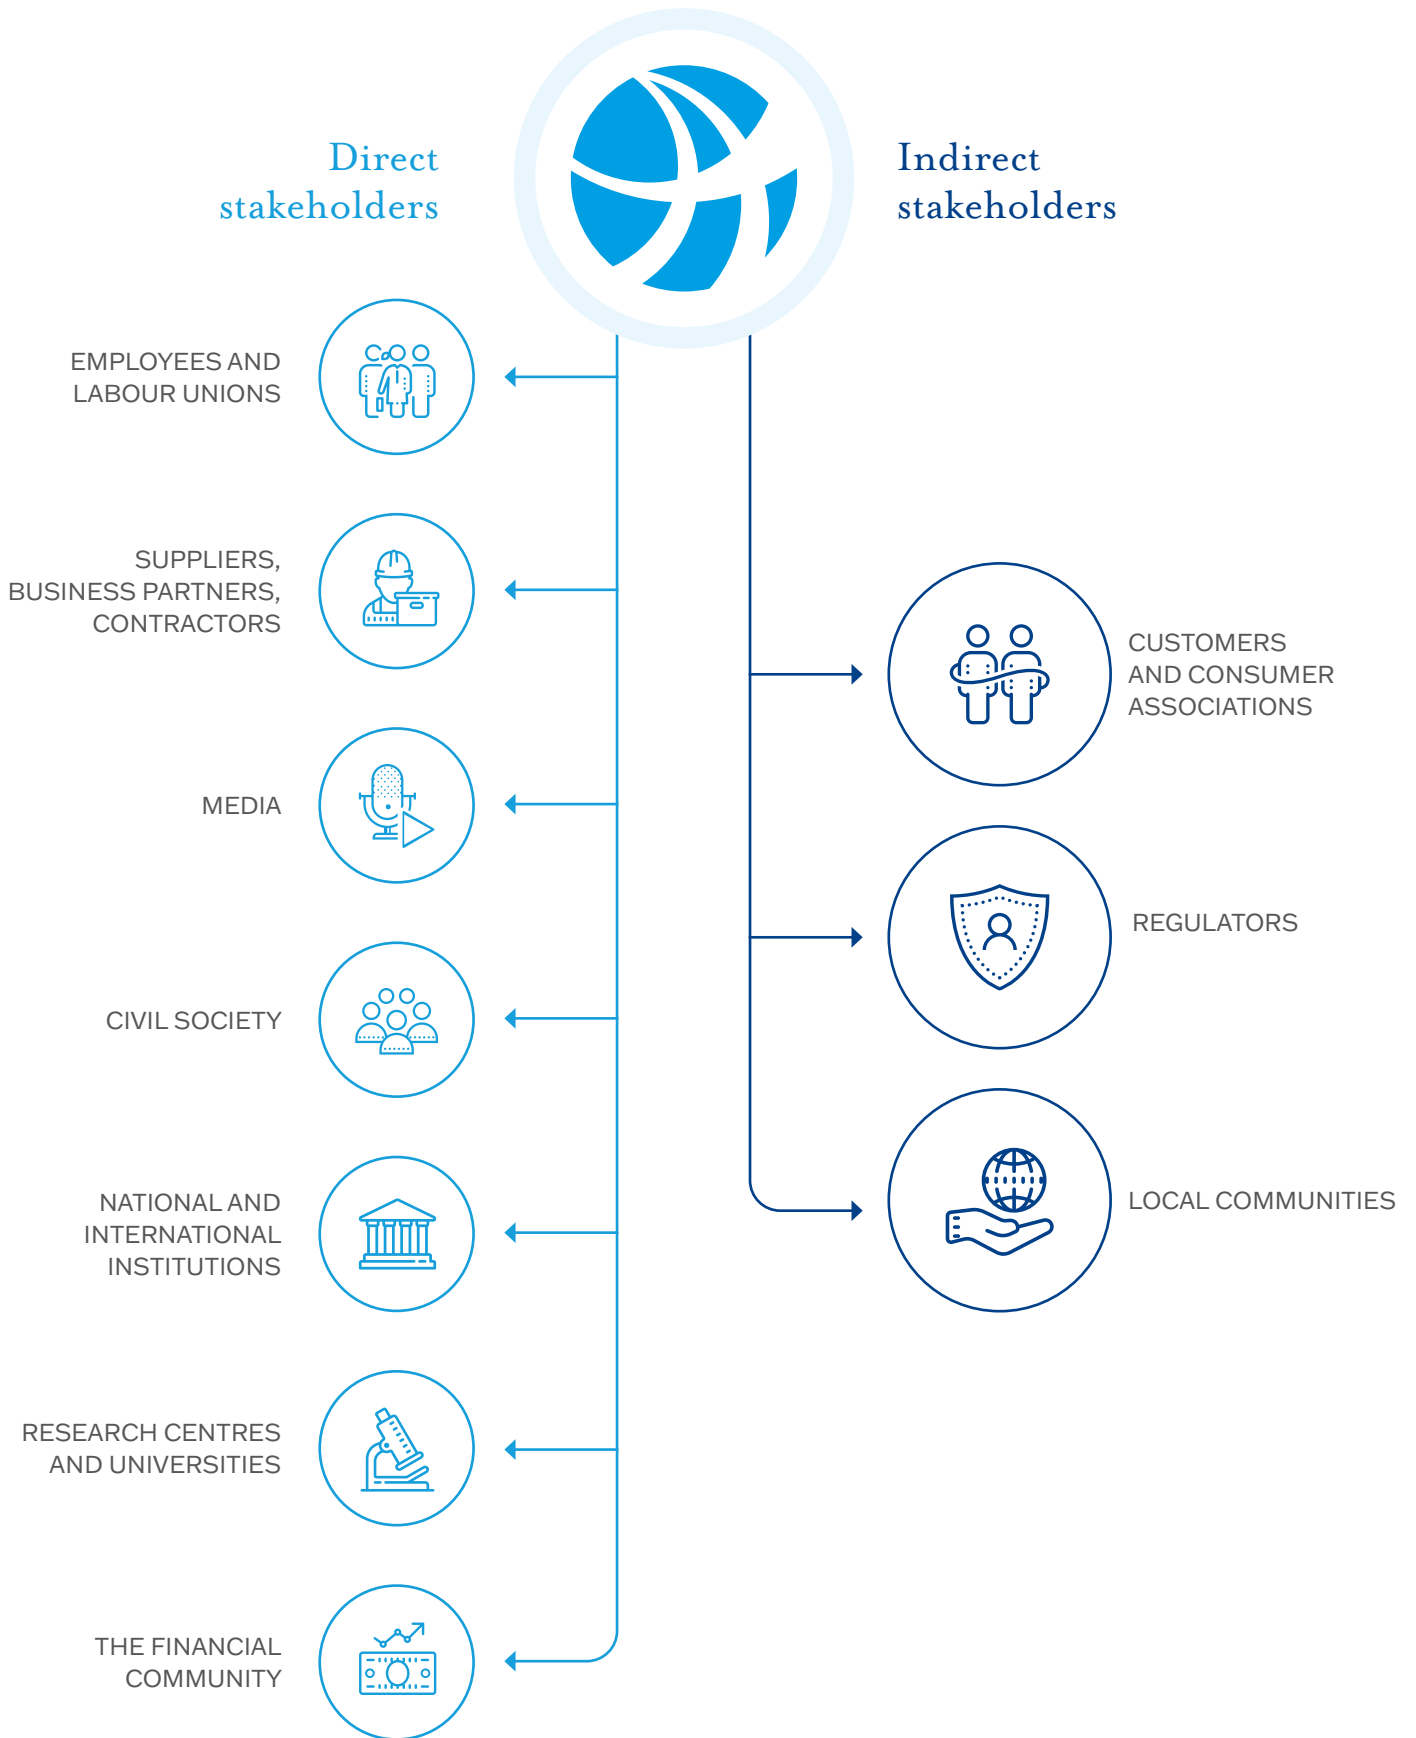 Direct
stakeholders
EMPLOYEES AND
LABOUR UNIONS
SUPPLIERS,
BUSINESS PARTNERS,
CONTRACTORS
MEDIA
CIVIL SOCIETY
NATIONAL AND
INTERNATIONAL
INSTITUTIONS
RESEARCH CENTRES
AND UNIVERSITIES
THE FINANCIAL
COMMUNITY
Indirect
stakeholders
CUSTOMERS
AND CONSUMER
ASSOCIATIONS
REGULATORS
LOCAL COMMUNITIES